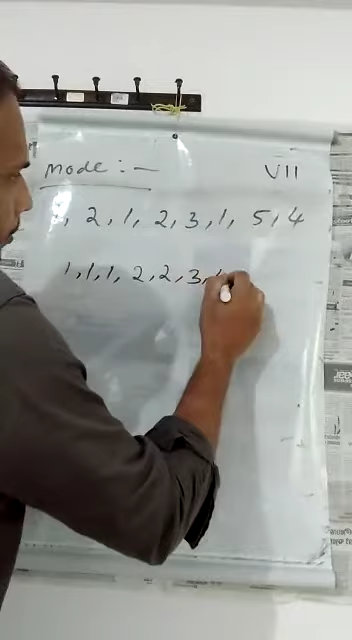 Mode :- VII
, 2, 1, 2, 3, 1, 5, 4
1, 1, 1, 2, 2, 3,